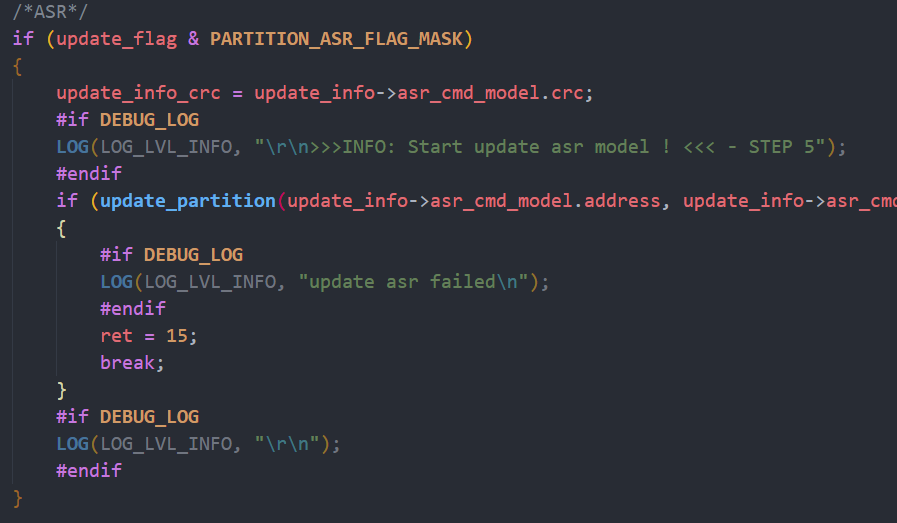 /*ASR*/
if (update_flag & PARTITION_ASR_FLAG_MASK)
{
    update_info_crc = update_info->asr_cmd_model.crc;
    #if DEBUG_LOG
    LOG(LOG_LVL_INFO, "\r\n>>>INFO: Start update asr model ! <<< - STEP 5");
    #endif
    if (update_partition(update_info->asr_cmd_model.address, update_info->asr_cmd
    {
        #if DEBUG_LOG
        LOG(LOG_LVL_INFO, "update asr failed\n");
        #endif
        ret = 15;
        break;
    }
    #if DEBUG_LOG
    LOG(LOG_LVL_INFO, "\r\n");
    #endif
}